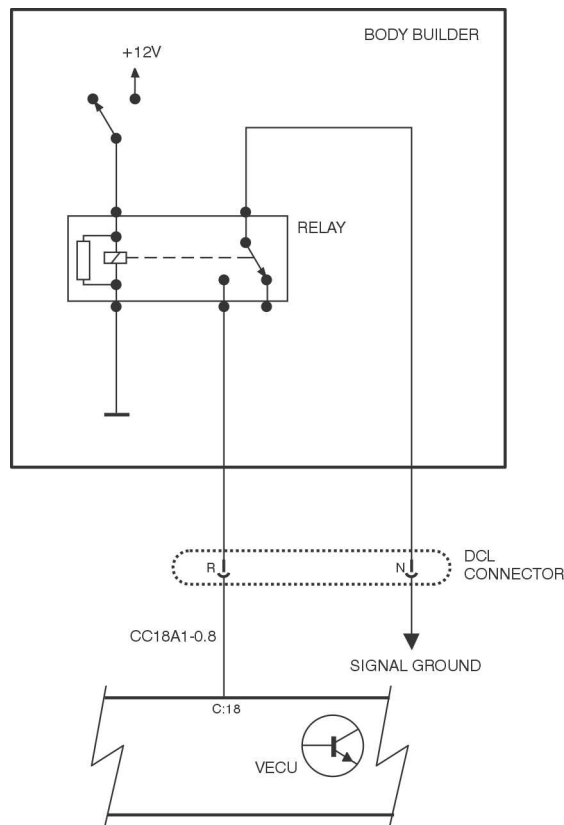 BODY BUILDER
+12V
RELAY
R
N
DCL
CONNECTOR
CC18A1-0.8
SIGNAL GROUND
C:18
VECU